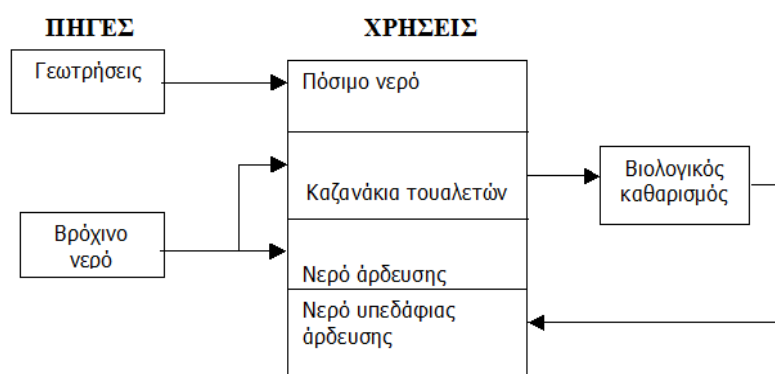 ΠΗΓΕΣ
ΧΡΗΣΕΙΣ
Γεωτρήσεις
Πόσιμο νερό
Καζανάκια τουαλετών
Βιολογικός
καθαρισμός
Βρόχινο
νερό
Νερό άρδευσης
Νερό υπεδάφιας
άρδευσης